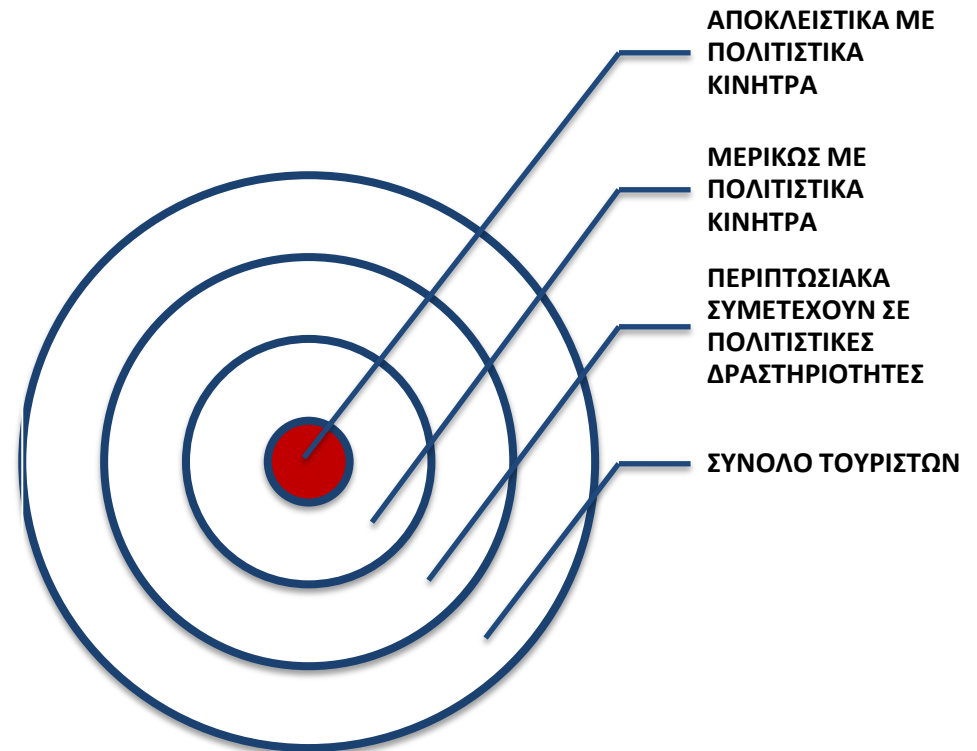 ΑΠΟΚΛΕΙΣΤΙΚΑ ΜΕ
ΠΟΛΙΤΙΣΤΙΚΑ
ΚΙΝΗΤΡΑ
ΜΕΡΙΚΩΣ ΜΕ
ΠΟΛΙΤΙΣΤΙΚΑ
ΚΙΝΗΤΡΑ
ΠΕΡΙΠΤΩΣΙΑΚΑ
ΣΥΜΕΤΕΧΟΥΝ ΣΕ
ΠΟΛΙΤΙΣΤΙΚΕΣ
ΔΡΑΣΤΗΡΙΟΤΗΤΕΣ
ΣΥΝΟΛΟ ΤΟΥΡΙΣΤΩΝ